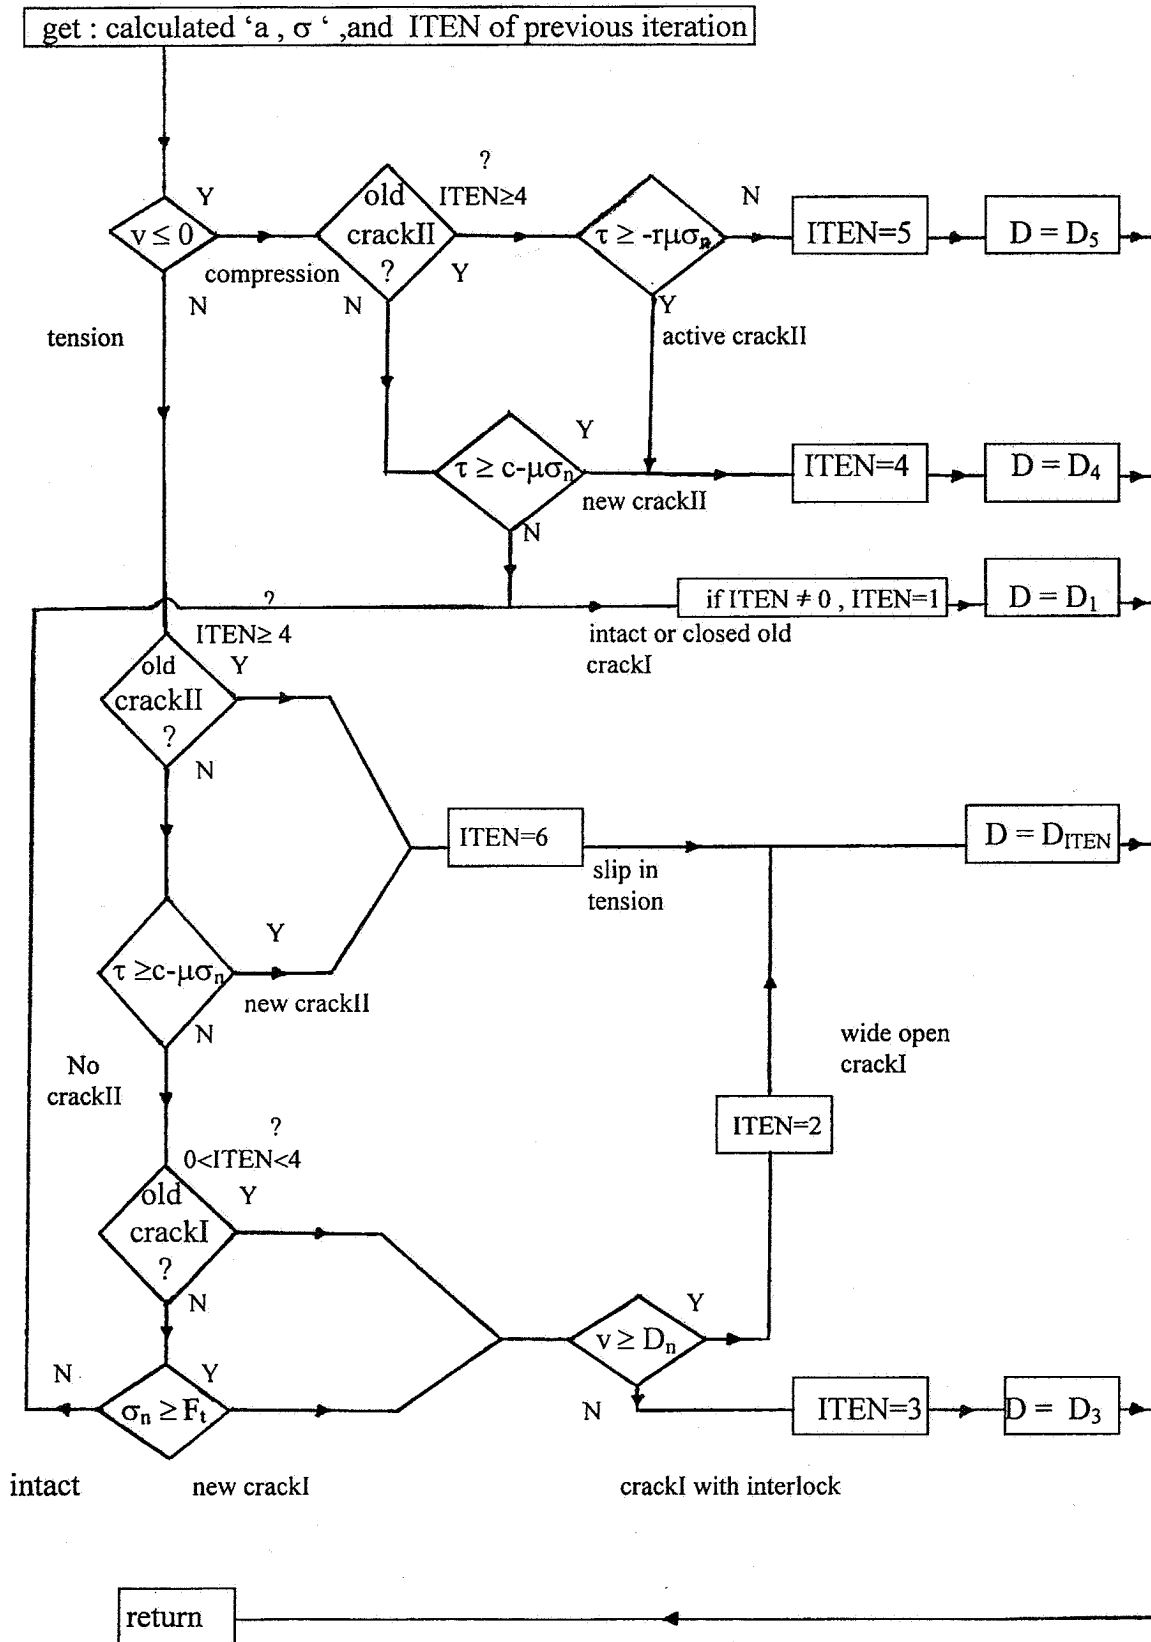 get : calculated ‘a , σ ‘ ,and ITEN of previous iteration
v ≤ 0
Y
N
compression
tension
old
crackII
?
?
ITEN≥4
Y
N
τ ≥ -rμσₙ
N
Y
active crackII
ITEN=5
D = D₅
τ ≥ c-μσₙ
Y
new crackII
N
ITEN=4
D = D₄
if ITEN ≠ 0 , ITEN=1
D = D₁
intact or closed old
crackI
?
ITEN≥ 4
old
crackII
?
Y
N
ITEN=6
slip in
tension
D = D_ITEN
τ ≥c-μσₙ
Y
new crackII
N
No
crackII
wide open
crackI
ITEN=2
?
0<ITEN<4
old
crackI
?
Y
N
v ≥ Dₙ
Y
N
σₙ ≥ Fₜ
N
Y
ITEN=3
D = D₃
intact
new crackI
crackI with interlock
return